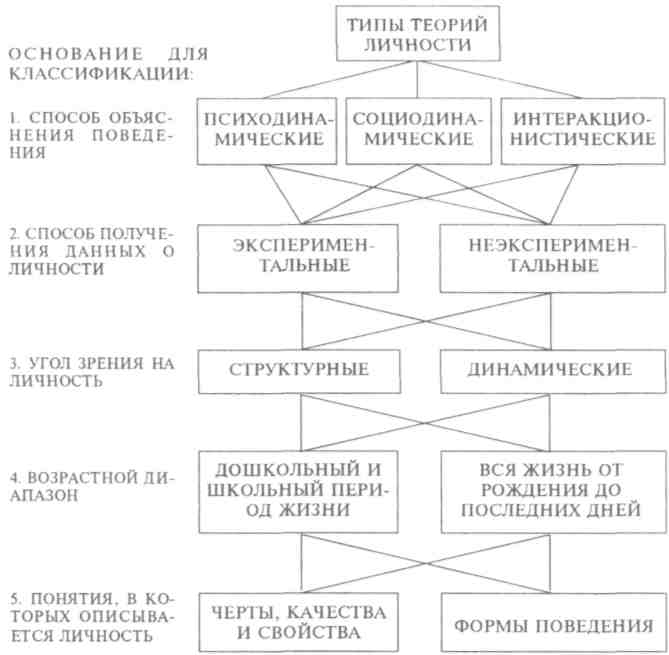 ТИПЫ ТЕОРИЙ
ЛИЧНОСТИ
ОСНОВАНИЕ ДЛЯ
КЛАССИФИКАЦИИ:
1. СПОСОБ ОБЪЯС-
НЕНИЯ ПОВЕДЕ-
НИЯ
ПСИХОДИНА-
МИЧЕСКИЕ
СОЦИОДИНА-
МИЧЕСКИЕ
ИНТЕРАКЦИО-
НИСТИЧЕСКИЕ
2. СПОСОБ ПОЛУЧЕ-
НИЯ ДАННЫХ О
ЛИЧНОСТИ
ЭКСПЕРИМЕН-
ТАЛЬНЫЕ
НЕЭКСПЕРИМЕН-
ТАЛЬНЫЕ
3. УГОЛ ЗРЕНИЯ НА
ЛИЧНОСТЬ
СТРУКТУРНЫЕ
ДИНАМИЧЕСКИЕ
4. ВОЗРАСТНОЙ ДИ-
АПАЗОН
ДОШКОЛЬНЫЙ И
ШКОЛЬНЫЙ ПЕРИ-
ОД ЖИЗНИ
ВСЯ ЖИЗНЬ ОТ
РОЖДЕНИЯ ДО
ПОСЛЕДНИХ ДНЕЙ
5. ПОНЯТИЯ, В КО-
ТОРЫХ ОПИСЫВА-
ЕТСЯ ЛИЧНОСТЬ
ЧЕРТЫ, КАЧЕСТВА
И СВОЙСТВА
ФОРМЫ ПОВЕДЕНИЯ